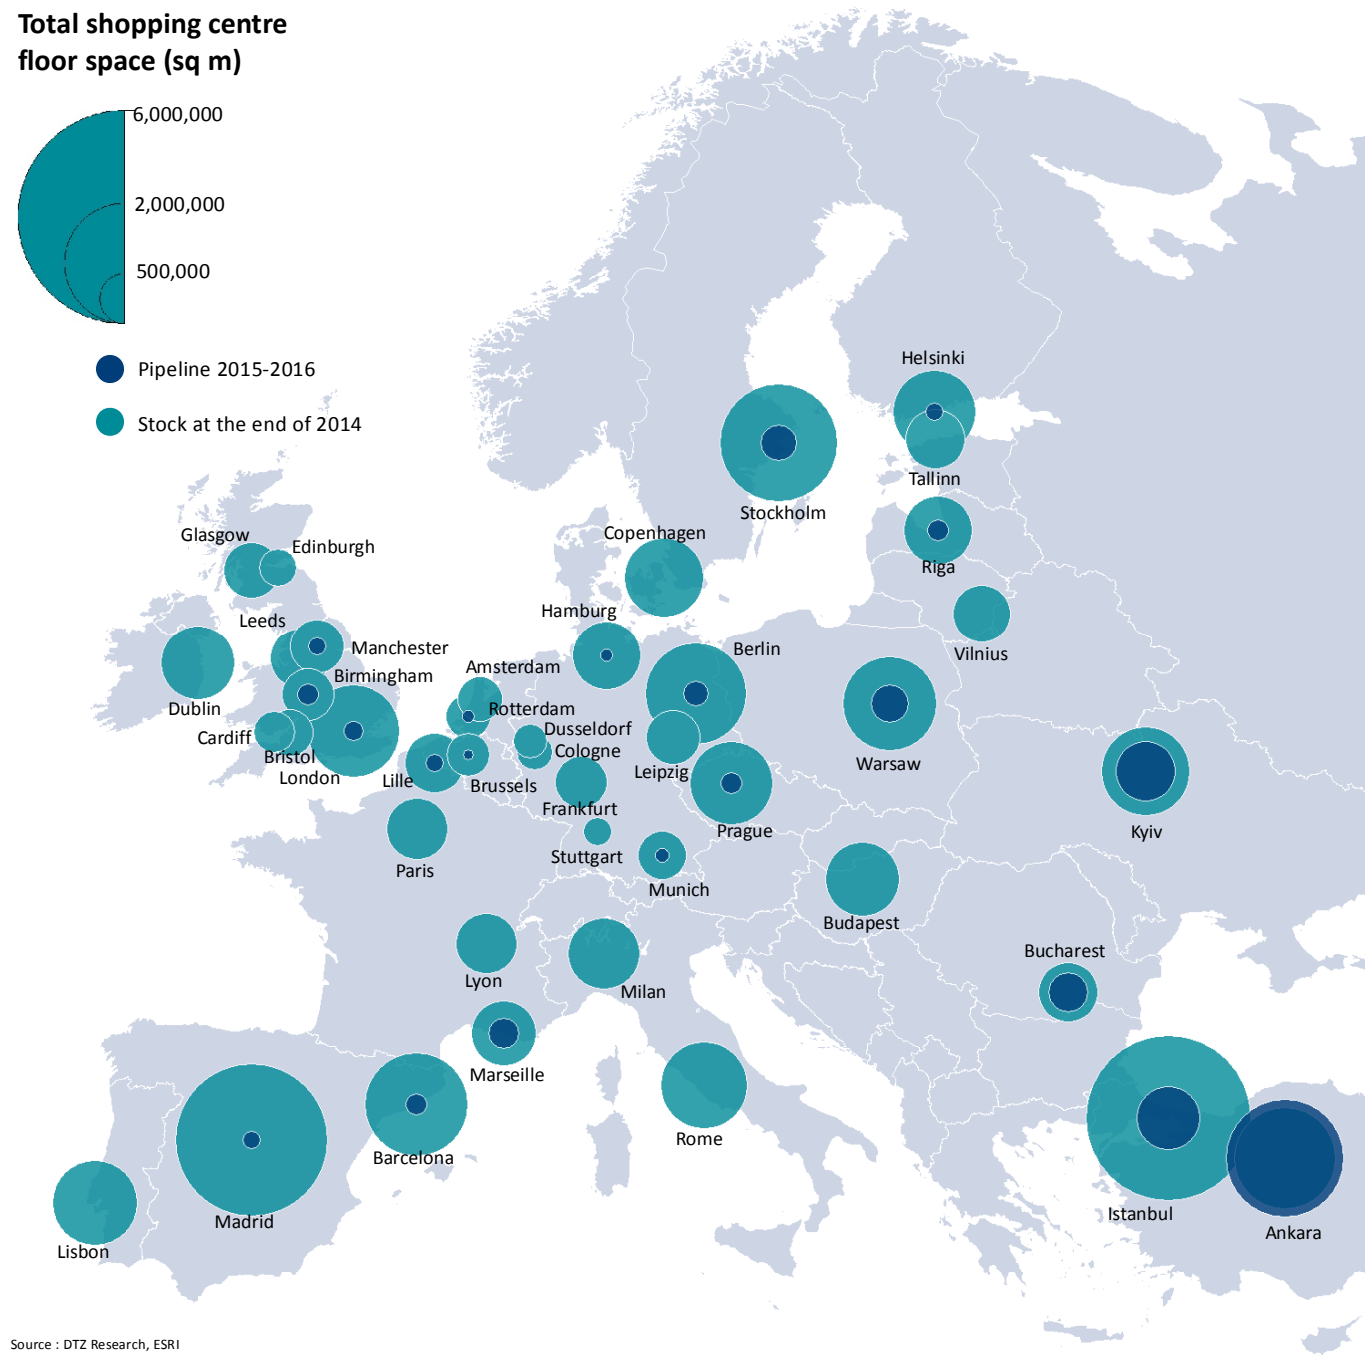 Total shopping centre
floor space (sq m)
6,000,000
2,000,000
500,000
Pipeline 2015-2016
Stock at the end of 2014
Helsinki
Tallinn
Stockholm
Riga
Copenhagen
Glasgow
Edinburgh
Hamburg
Leeds
Manchester
Berlin
Vilnius
Amsterdam
Birmingham
Dublin
Rotterdam
Cardiff
Dusseldorf
Bristol
Cologne
London
Lille
Brussels
Leipzig
Warsaw
Frankfurt
Prague
Kyiv
Paris
Stuttgart
Munich
Budapest
Bucharest
Lyon
Milan
Marseille
Rome
Barcelona
Madrid
Istanbul
Ankara
Lisbon
Source : DTZ Research, ESRI